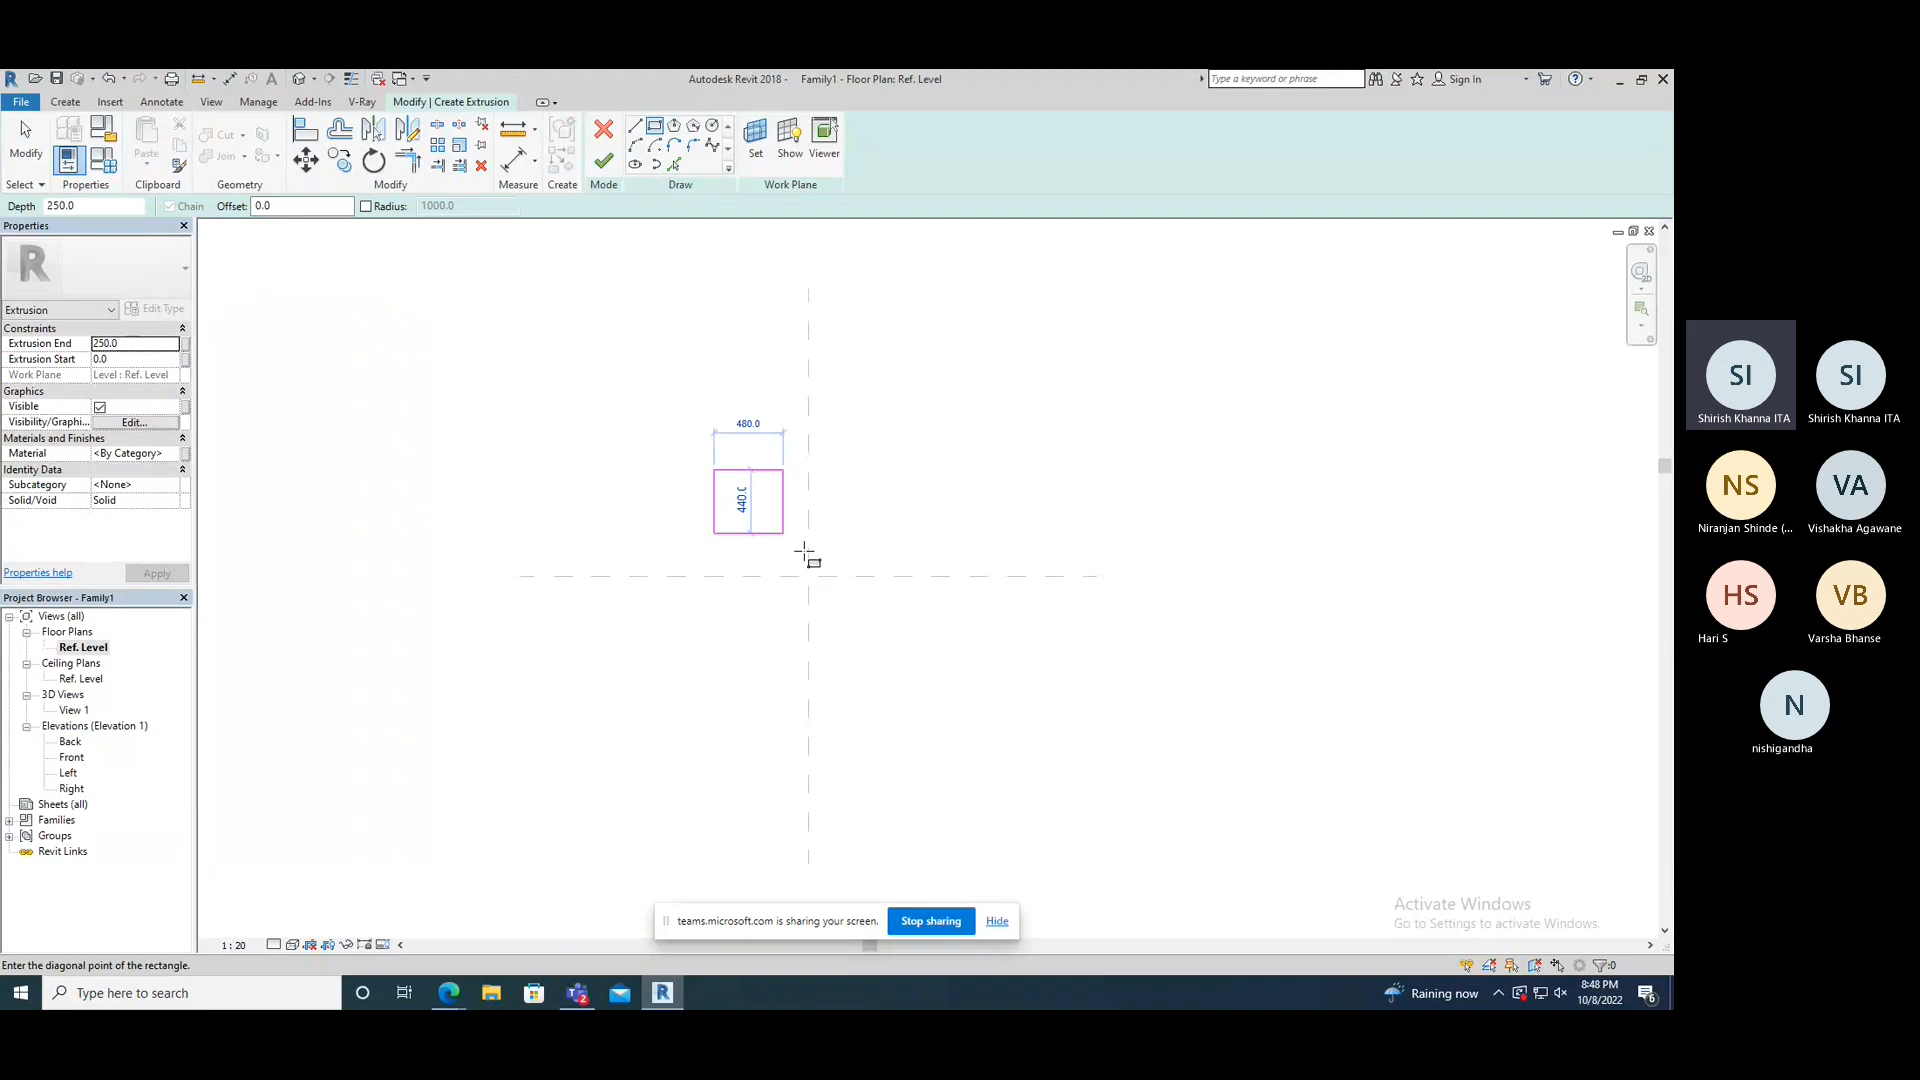 Autodesk Revit 2018 - Family1 - Floor Plan: Ref. Level
Type a keyword or phrase
Sign In
File Create Insert Annotate View Manage Add-Ins V-Ray Modify | Create Extrusion
Modify
Paste
Cut
Join
Set Show Viewer
Select Properties Clipboard Geometry Modify Measure Create Mode Draw Work Plane
Depth 250.0 Chain Offset: 0.0 Radius: 1000.0
Properties
R
Extrusion
Edit Type
Constraints
Extrusion End 250.0
Extrusion Start 0.0
Work Plane Level : Ref. Level
Graphics
Visible
Visibility/Graphi... Edit...
Materials and Finishes
Material <By Category>
Identity Data
Subcategory <None>
Solid/Void Solid
Properties help
Apply
Project Browser - Family1
Views (all)
Floor Plans
Ref. Level
Ceiling Plans
Ref. Level
3D Views
View 1
Elevations (Elevation 1)
Back
Front
Left
Right
Sheets (all)
Families
Groups
Revit Links
480.0
440.0
2D
teams.microsoft.com is sharing your screen.
Stop sharing
Hide
Activate Windows
Go to Settings to activate Windows.
1 : 20
Enter the diagonal point of the rectangle.
:0
Type here to search
2
R
Raining now
8:48 PM
10/8/2022
6
SI
Shirish Khanna ITA
SI
Shirish Khanna ITA
NS
Niranjan Shinde (...
VA
Vishakha Agawane
HS
Hari S
VB
Varsha Bhanse
N
nishigandha